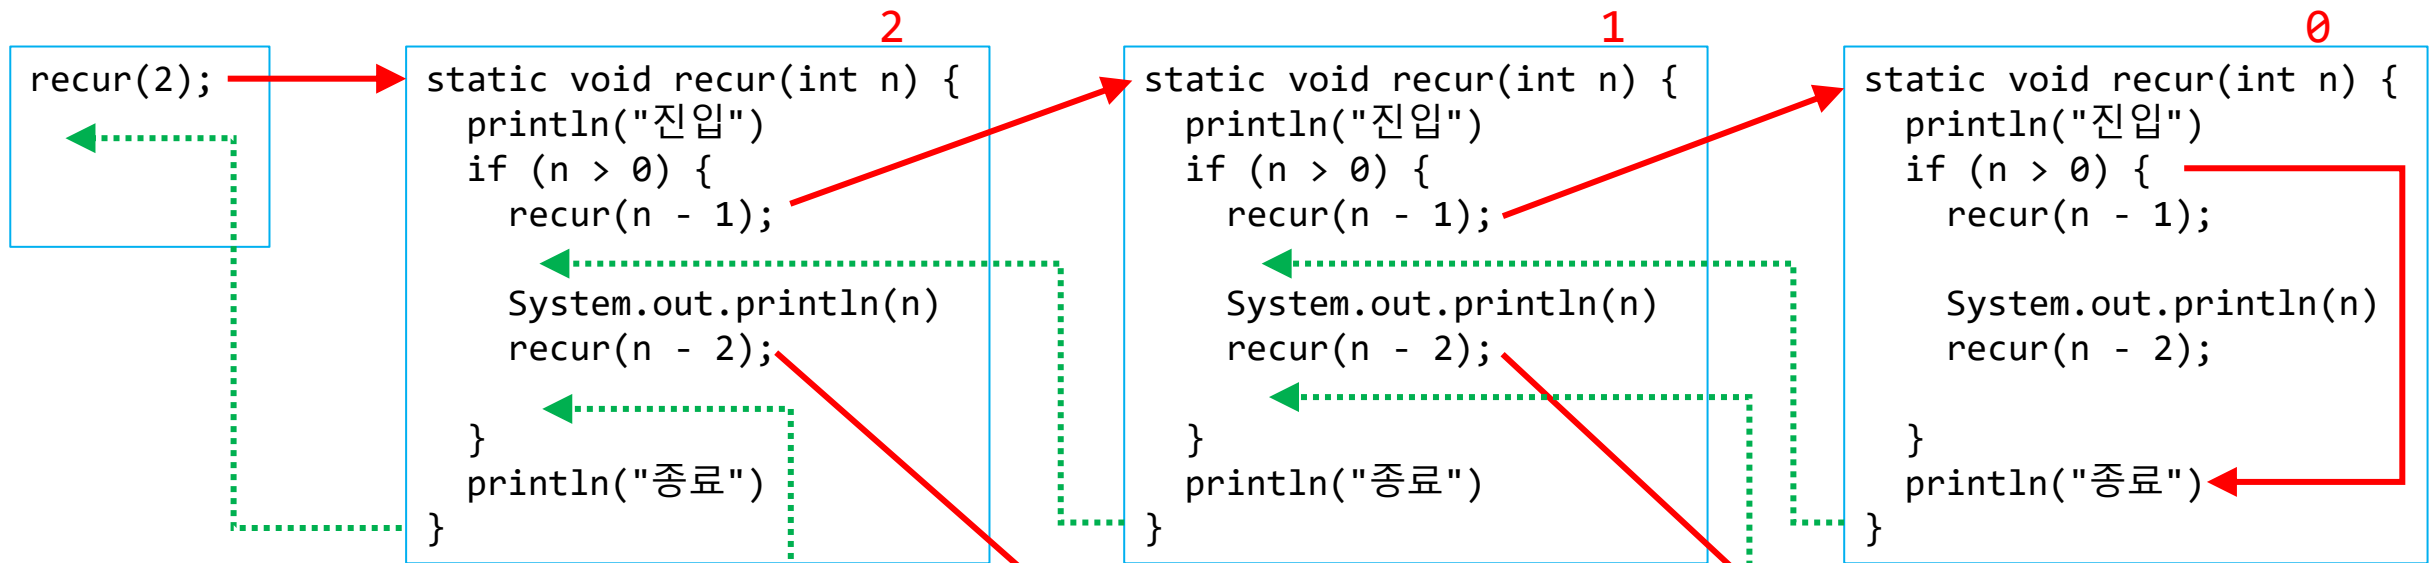 recur(2);
2
static void recur(int n) {
println("진입")
if (n > 0) {
recur(n - 1);
System.out.println(n)
recur(n - 2);
}
println("종료")
}
1
static void recur(int n) {
println("진입")
if (n > 0) {
recur(n - 1);
System.out.println(n)
recur(n - 2);
}
println("종료")
}
0
static void recur(int n) {
println("진입")
if (n > 0) {
recur(n - 1);
System.out.println(n)
recur(n - 2);
}
println("종료")
}